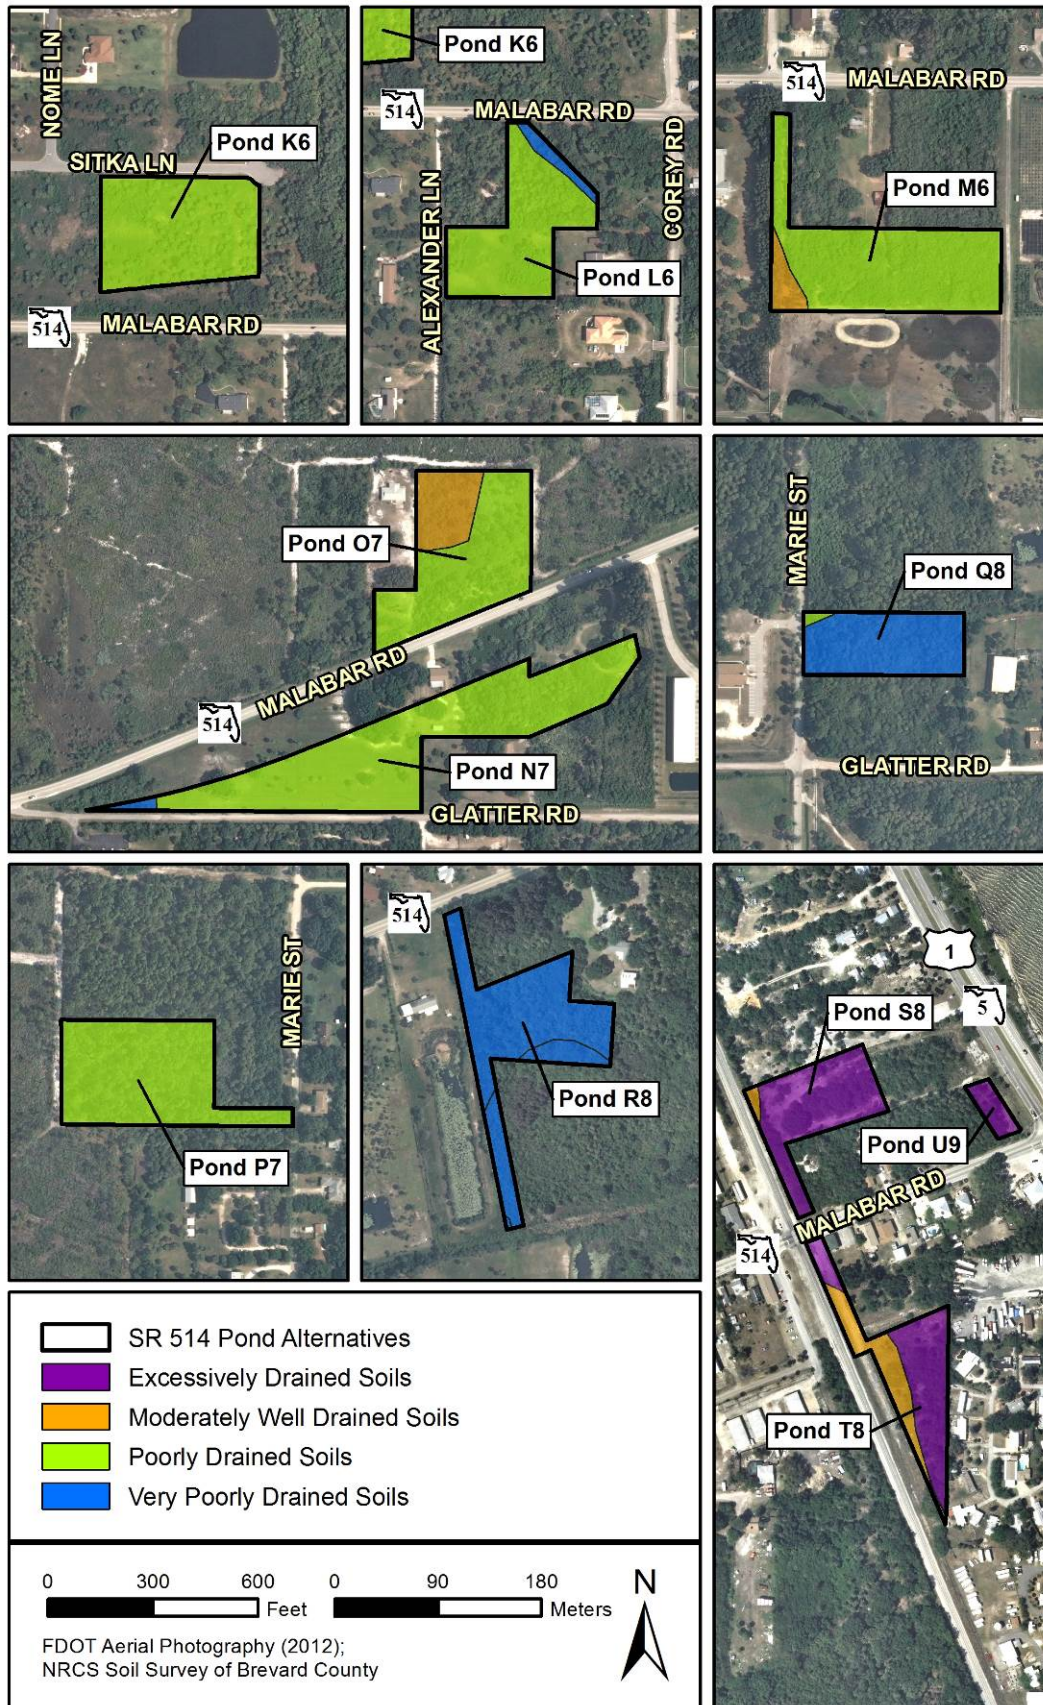 NOME LN
Pond K6
SITKA LN
514
MALABAR RD
Pond K6
514
MALABAR RD
ALEXANDER LN
COREY RD
Pond L6
514
MALABAR RD
Pond M6
Pond O7
MALABAR RD
514
Pond N7
GLATTER RD
MARIE ST
Pond Q8
GLATTER RD
MARIE ST
Pond P7
514
Pond R8
1
5
Pond S8
Pond U9
MALABAR RD
514
Pond T8
SR 514 Pond Alternatives
Excessively Drained Soils
Moderately Well Drained Soils
Poorly Drained Soils
Very Poorly Drained Soils
0 300 600 Feet
0 90 180 Meters
N
FDOT Aerial Photography (2012);
NRCS Soil Survey of Brevard County